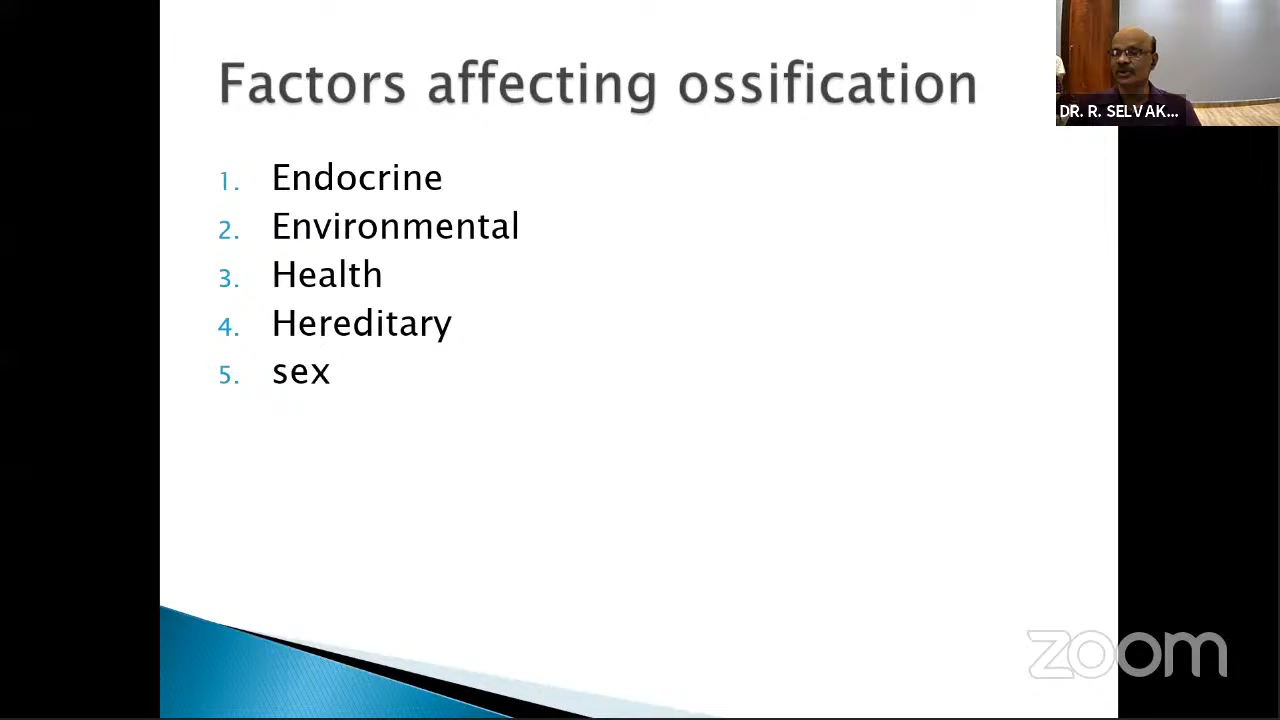 Factors affecting ossification
1. Endocrine
2. Environmental
3. Health
4. Hereditary
5. sex
DR. R. SELVAK...
zoom